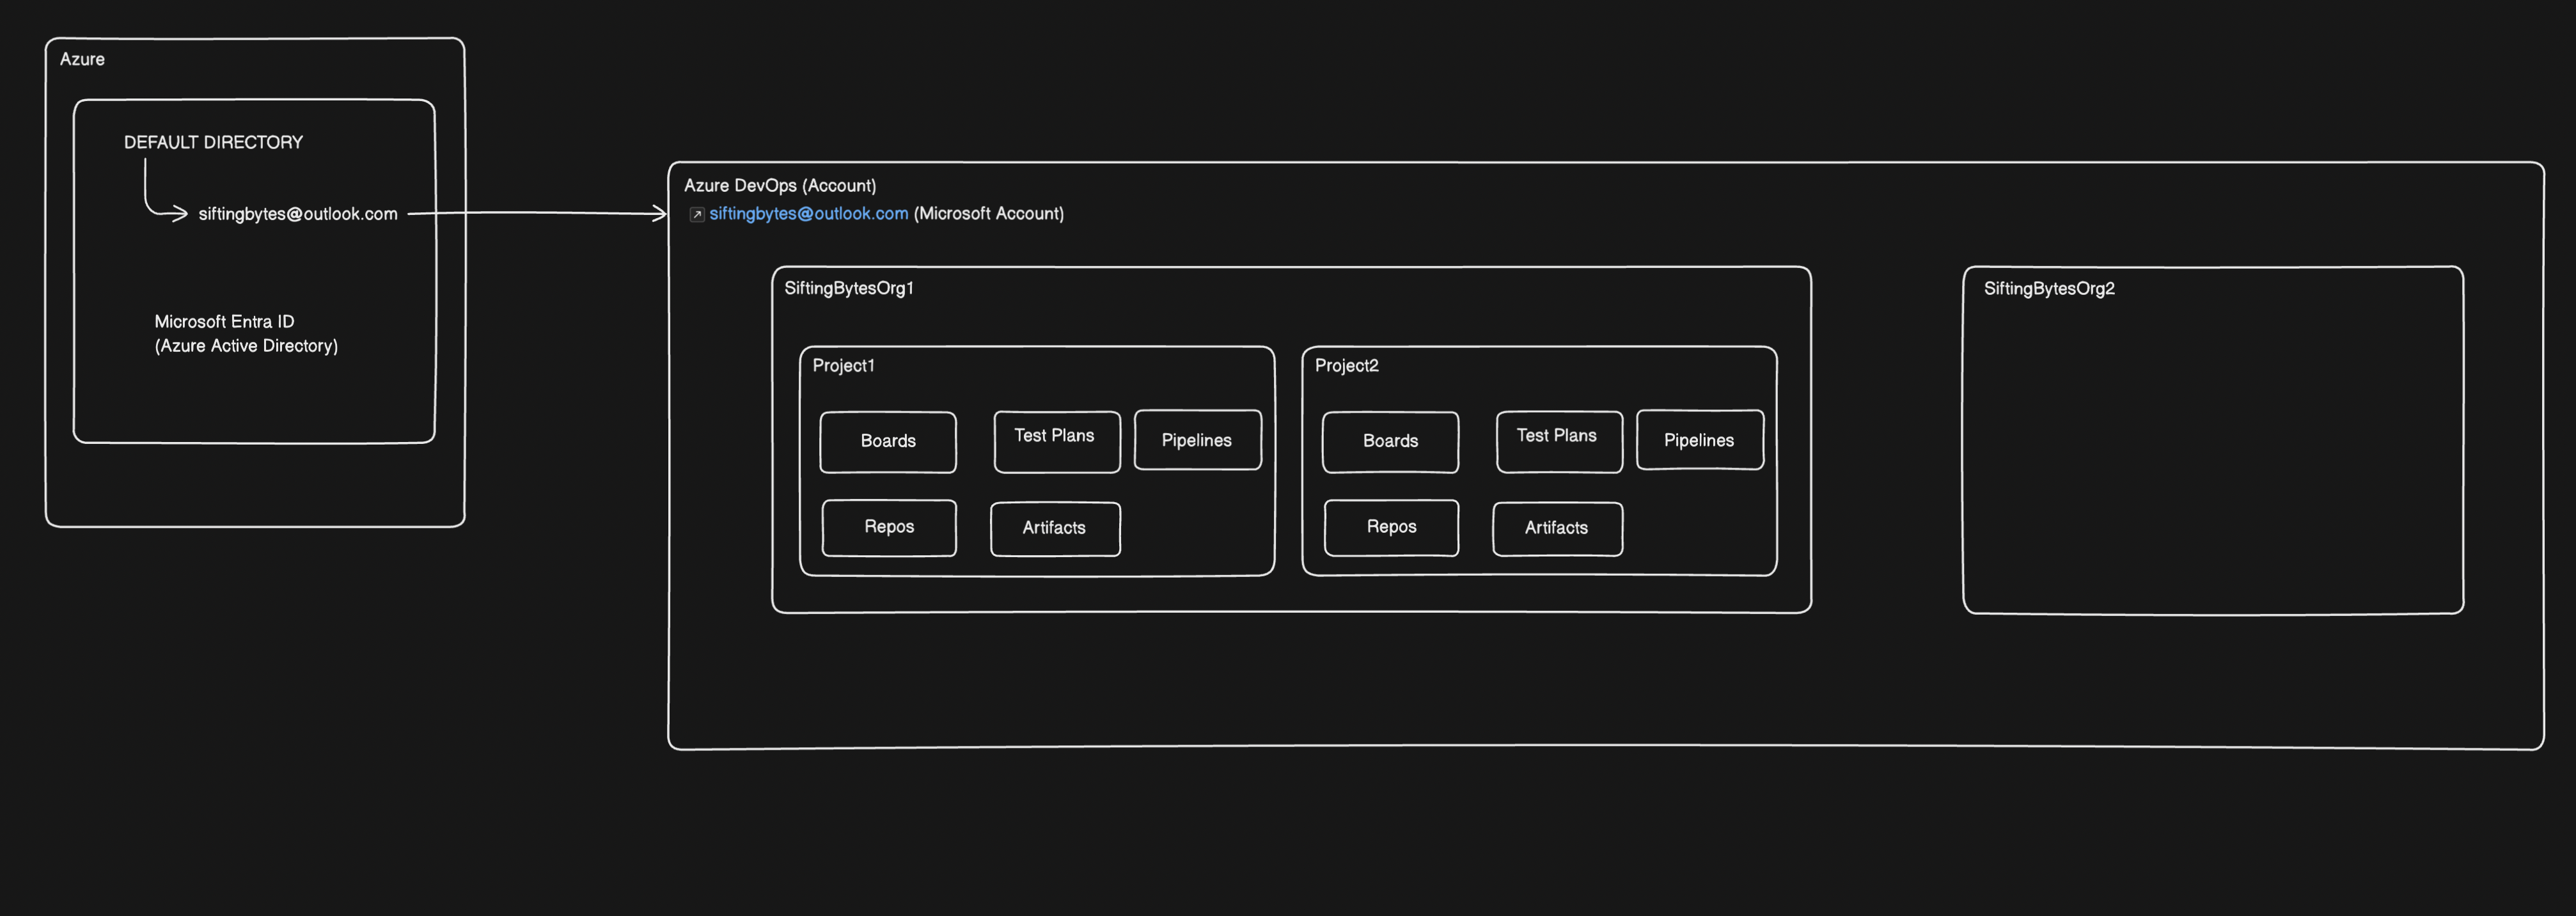 Azure
DEFAULT DIRECTORY
siftingbytes@outlook.com
Microsoft Entra ID
(Azure Active Directory)
Azure DevOps (Account)
siftingbytes@outlook.com (Microsoft Account)
SiftingBytesOrg1
Project1
Boards
Test Plans
Pipelines
Repos
Artifacts
Project2
Boards
Test Plans
Pipelines
Repos
Artifacts
SiftingBytesOrg2